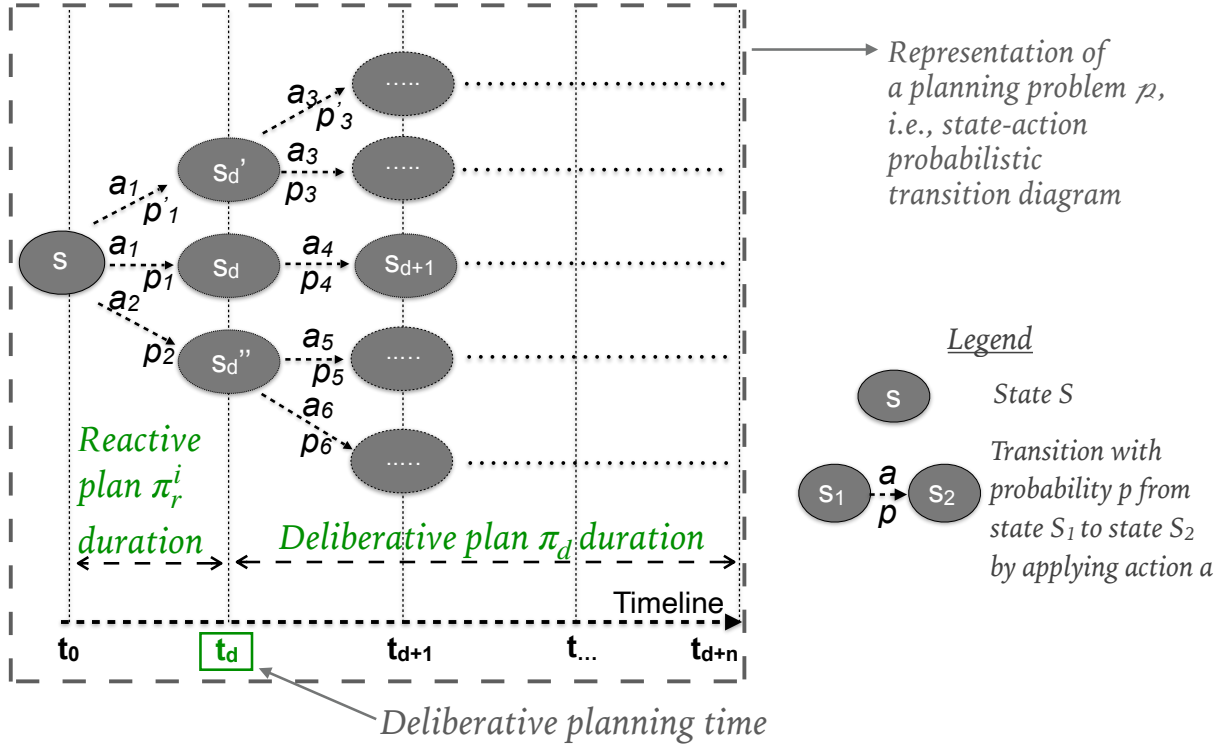 Representation of
a planning problem 𝓅,
i.e., state-action
probabilistic
transition diagram
.....
a3
p'3
sd'
a3
p3
.....
a1
p'1
s
a1
p1
sd
a4
p4
sd+1
a2
p2
sd''
a5
p5
.....
a6
p6
.....
Legend
s
State S
s1
a
p
s2
Transition with
probability p from
state S1 to state S2
by applying action a
Reactive
plan πri
duration
Deliberative plan πd duration
Timeline
t0
td
td+1
t...
td+n
Deliberative planning time